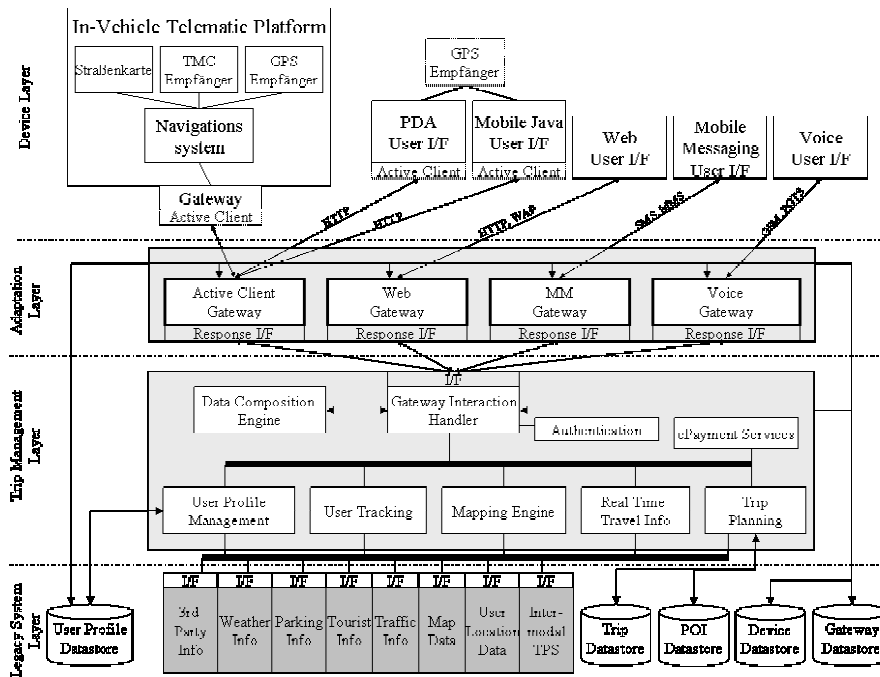 In-Vehicle Telematic Platform
Straßenkarte
TMC
Empfänger
GPS
Empfänger
Navigations
system
Gateway
Active Client
GPS
Empfänger
PDA
User I/F
Active Client
Mobile Java
User I/F
Active Client
Web
User I/F
Mobile
Messaging
User I/F
Voice
User I/F
Device Layer
HTTP
HTTP
HTTP, WAP
SMS, MMS
GSM, POTS
Adaptation
Layer
Active Client
Gateway
Response I/F
Web
Gateway
Response I/F
MM
Gateway
Response I/F
Voice
Gateway
Response I/F
Trip Management
Layer
I/F
Gateway Interaction
Handler
Data Composition
Engine
Authentication
ePayment Services
User Profile
Management
User Tracking
Mapping Engine
Real Time
Travel Info
Trip
Planning
Legacy System
Layer
User Profile
Datastore
I/F
3rd
Party
Info
I/F
Weather
Info
I/F
Parking
Info
I/F
Tourist
Info
I/F
Traffic
Info
I/F
Map
Data
I/F
User
Location
Data
I/F
Inter-
modal
TPS
Trip
Datastore
POI
Datastore
Device
Datastore
Gateway
Datastore